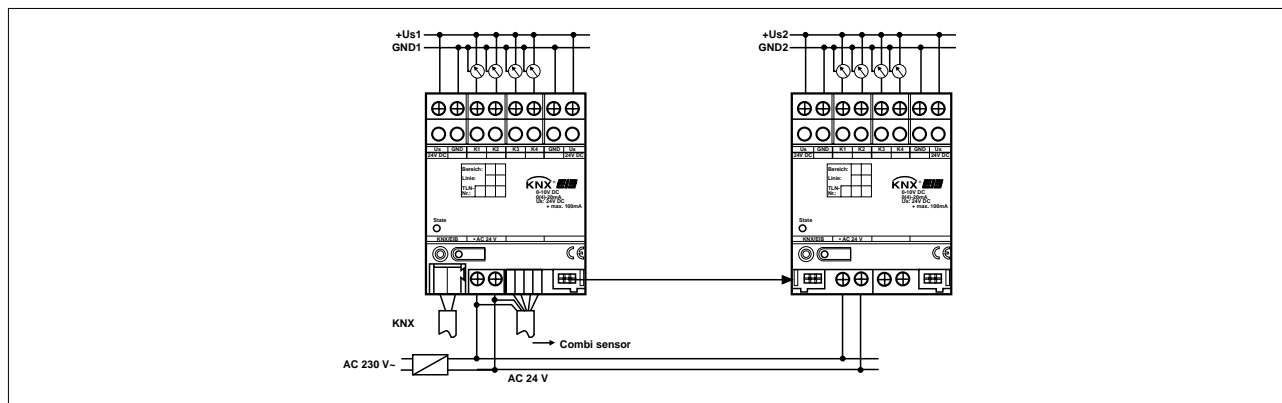 +Us1
GND1
+Us2
GND2
Us GND K1 K2 K3 K4 GND Us
24V DC 24V DC
Bereich:
Linie:
TLN-
Nr.:
KNX® EIB
0-10V DC
0(4)-20mA
Us: 24V DC
+ max. 100mA
State
KNX/EIB • AC 24 V
Us GND K1 K2 K3 K4 GND Us
24V DC 24V DC
Bereich:
Linie:
TLN-
Nr.:
KNX® EIB
0-10V DC
0(4)-20mA
Us: 24V DC
+ max. 100mA
State
KNX/EIB • AC 24 V
KNX
Combi sensor
AC 230 V~
AC 24 V